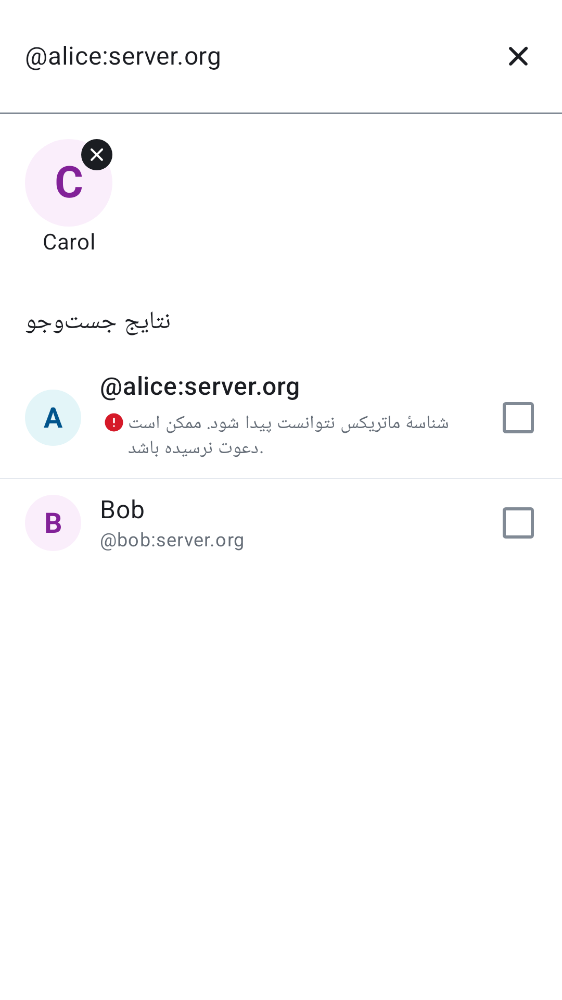 @alice:server.org
C
Carol
نتایج جست‌وجو
A
@alice:server.org
شناسهٔ ماتریکس نتوانست پیدا شود. ممکن است
دعوت نرسیده باشد.
B
Bob
@bob:server.org